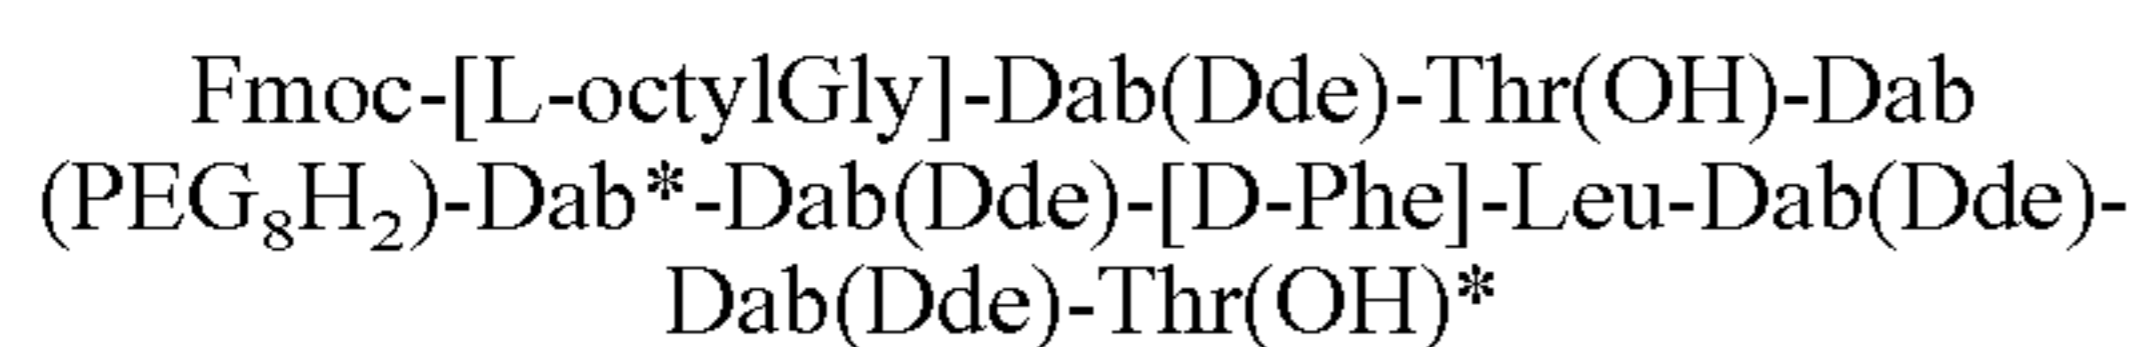 Fmoc-[L-octylGly]-Dab(Dde)-Thr(OH)-Dab
(PEG₈H₂)-Dab*-Dab(Dde)-[D-Phe]-Leu-Dab(Dde)-
Dab(Dde)-Thr(OH)*